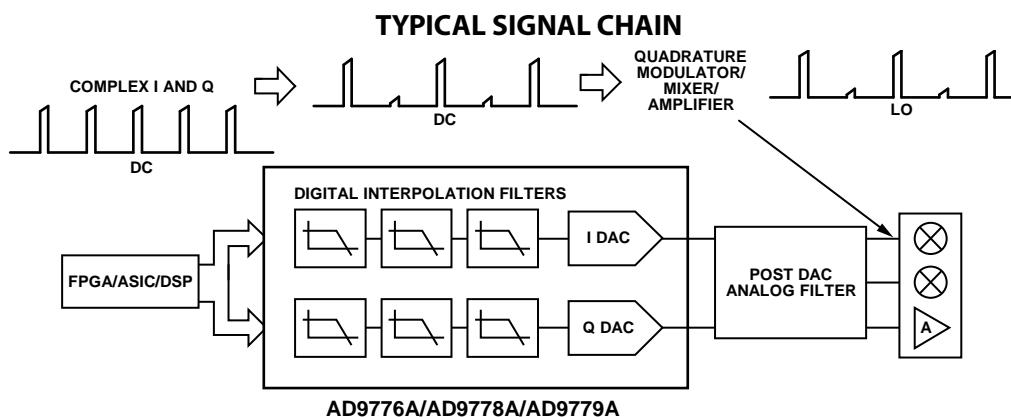 TYPICAL SIGNAL CHAIN
COMPLEX I AND Q
DC
DC
QUADRATURE
MODULATOR/
MIXER/
AMPLIFIER
LO
DIGITAL INTERPOLATION FILTERS
FPGA/ASIC/DSP
I DAC
Q DAC
POST DAC
ANALOG FILTER
A
AD9776A/AD9778A/AD9779A